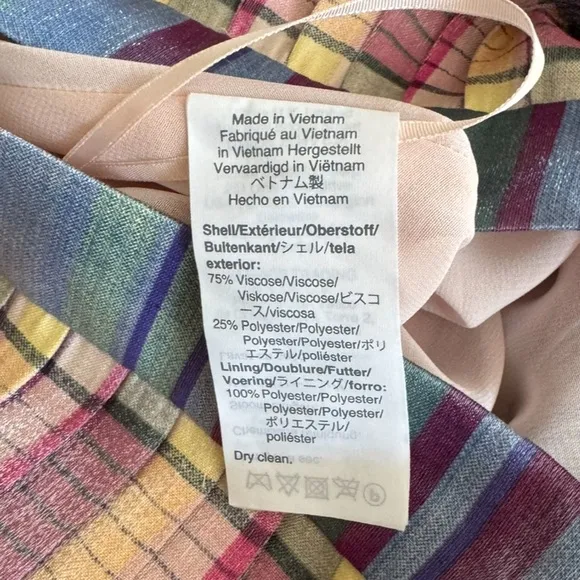 Made in Vietnam
Fabriqué au Vietnam
in Vietnam Hergestellt
Vervaardigd in Viëtnam
ベトナム製
Hecho en Vietnam
Shell/Extérieur/Oberstoff/
Buitenkant/シェル/tela
exterior:
75% Viscose/Viscose/
Viskose/Viscose/ビスコ
ース/viscosa
25% Polyester/Polyester/
Polyester/Polyester/ポリ
エステル/poliéster
Lining/Doublure/Futter/
Voering/ライニング/forro:
100% Polyester/Polyester/
Polyester/Polyester/
ポリエステル/
poliéster
Dry clean.